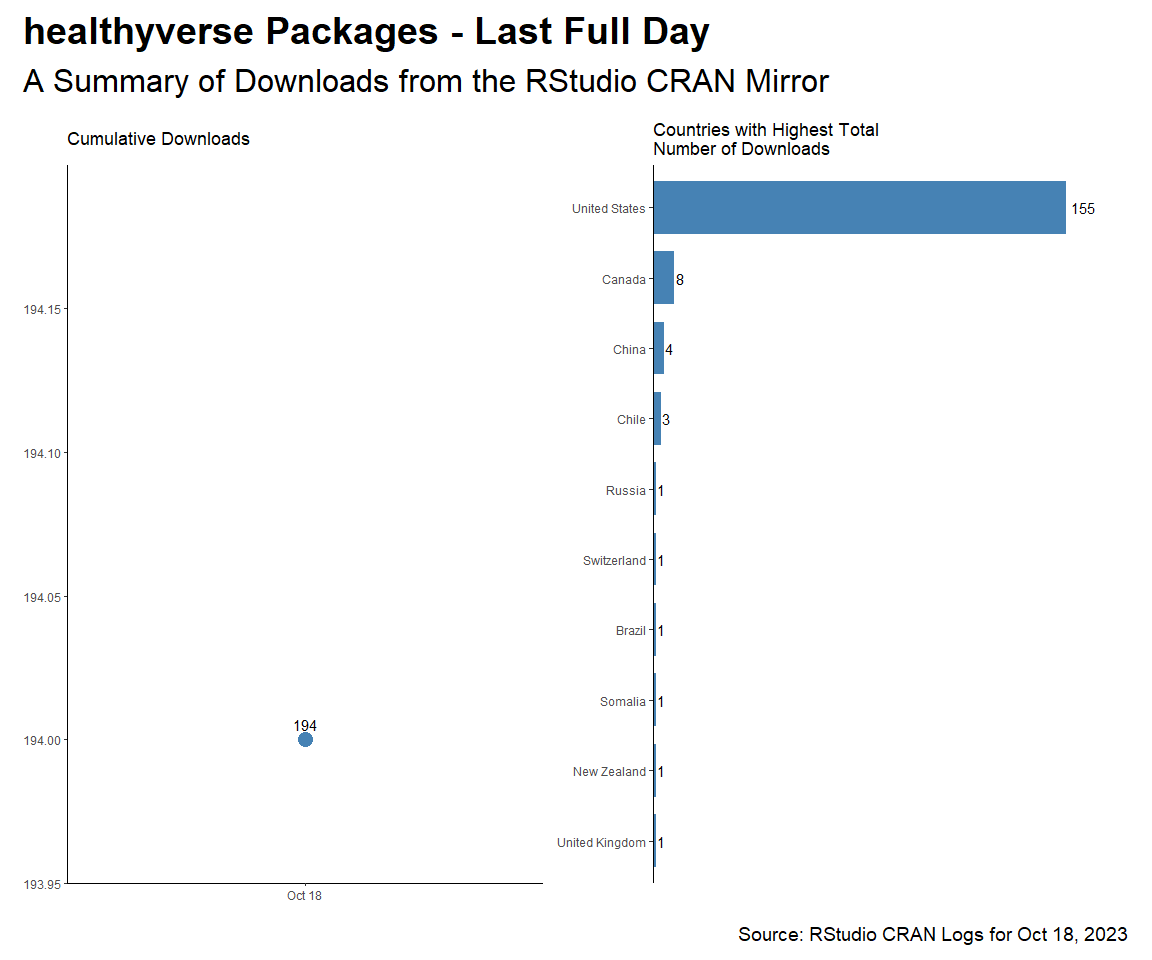 healthyverse Packages - Last Full Day
A Summary of Downloads from the RStudio CRAN Mirror
Cumulative Downloads
194.15
194.10
194.05
194.00
193.95
194
Oct 18
Countries with Highest Total
Number of Downloads
United States 155
Canada 8
China 4
Chile 3
Russia 1
Switzerland 1
Brazil 1
Somalia 1
New Zealand 1
United Kingdom 1
Source: RStudio CRAN Logs for Oct 18, 2023